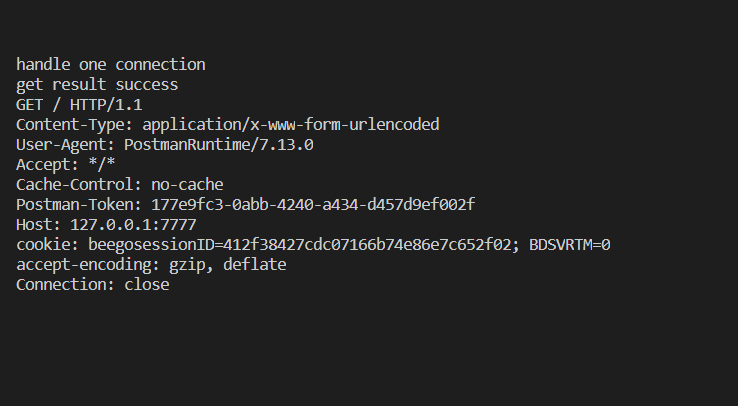 handle one connection
get result success
GET / HTTP/1.1
Content-Type: application/x-www-form-urlencoded
User-Agent: PostmanRuntime/7.13.0
Accept: */*
Cache-Control: no-cache
Postman-Token: 177e9fc3-0abb-4240-a434-d457d9ef002f
Host: 127.0.0.1:7777
cookie: beegosessionID=412f38427cdc07166b74e86e7c652f02; BDSVRTM=0
accept-encoding: gzip, deflate
Connection: close